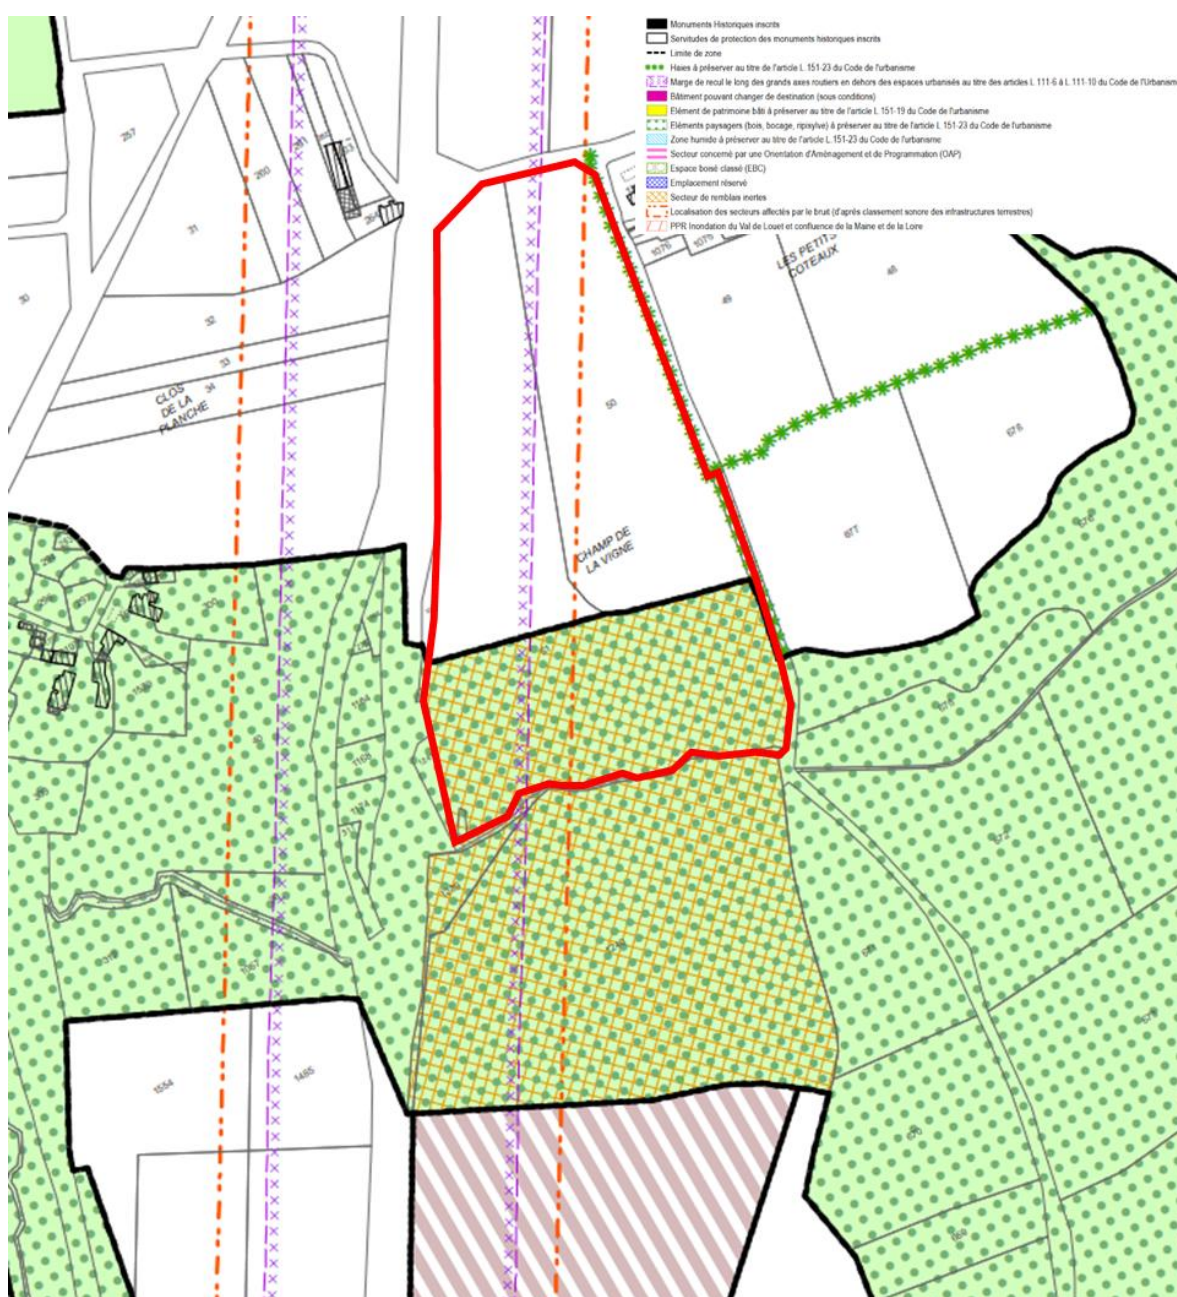 Monuments Historiques inscrits
Servitudes de protection des monuments historiques inscrits
Limite de zone
Haies à préserver au titre de l'article L 151-23 du Code de l'urbanisme
Marge de recul le long des grands axes routiers en dehors des espaces urbanisés au titre des articles L 111-6 à L 111-10 du Code de l'Urbanism
Bâtiment pouvant changer de destination (sous conditions)
Elément de patrimoine bâti à préserver au titre de l'article L 151-19 du Code de l'urbanisme
Eléments paysagers (bois, bocage, ripisylve) à préserver au titre de l'article L 151-23 du Code de l'urbanisme
Zone humide à préserver au titre de l'article L 151-23 du Code de l'urbanisme
Secteur concerné par une Orientation d'Aménagement et de Programmation (OAP)
Espace boisé classé (EBC)
Emplacement réservé
Secteur de remblais inertes
Localisation des secteurs affectés par le bruit (d'après classement sonore des infrastructures terrestres)
PPR Inondation du Val de Louet et confluence de la Maine et de la Loire
257
260
31
30
32
33
34
CLOS
DE LA
PLANCHE
1076
1075
LES PETITS
COTEAUX
48
49
50
678
677
CHAMP DE
LA VIGNE
1168
1174
1067
672
1554
1485